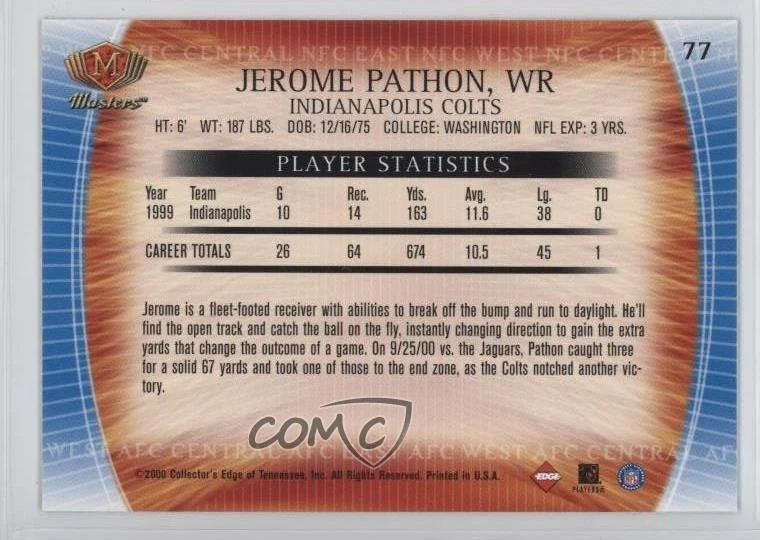 AFC CENTRAL NFC EAST NFC WEST NFC CENT
77
M
Masters
JEROME PATHON, WR
INDIANAPOLIS COLTS
HT: 6' WT: 187 LBS. DOB: 12/16/75 COLLEGE: WASHINGTON NFL EXP: 3 YRS.
PLAYER STATISTICS
Year Team G Rec. Yds. Avg. Lg. TD
1999 Indianapolis 10 14 163 11.6 38 0
CAREER TOTALS 26 64 674 10.5 45 1
Jerome is a fleet-footed receiver with abilities to break off the bump and run to daylight. He'll
find the open track and catch the ball on the fly, instantly changing direction to gain the extra
yards that change the outcome of a game. On 9/25/00 vs. the Jaguars, Pathon caught three
for a solid 67 yards and took one of those to the end zone, as the Colts notched another vic-
tory.
COMC
WEST AFC CENTRAL AFC EAST AFC WEST AFC CENTRAL AF
©2000 Collector's Edge of Tennessee, Inc. All Rights Reserved. Printed in U.S.A.
EDGE
PLAYERS
NFL